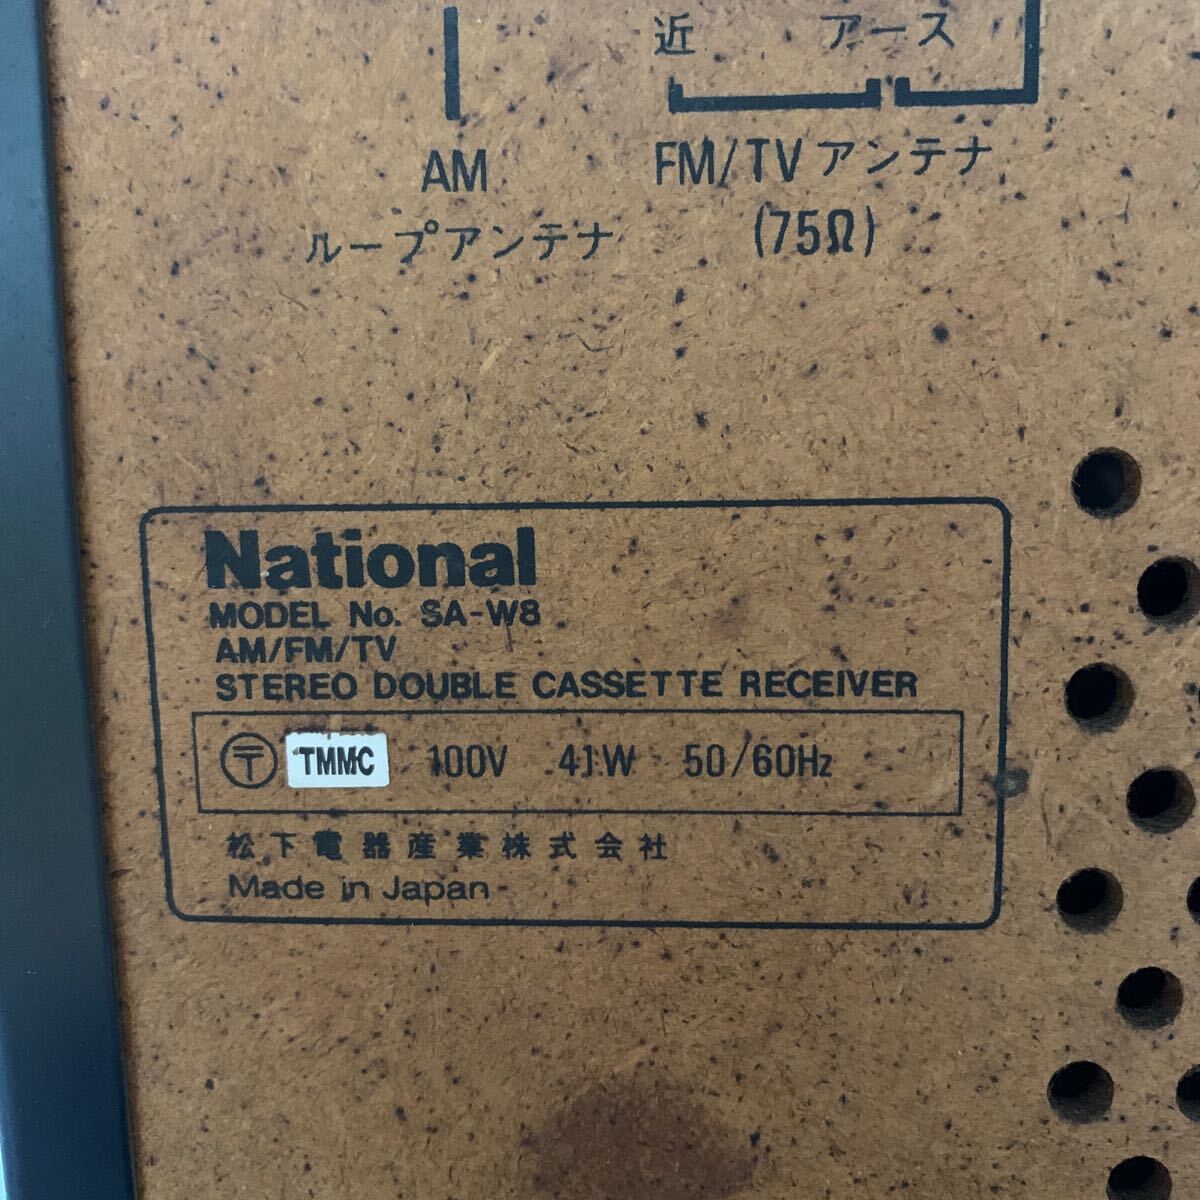 近 アース
AM
ループアンテナ
FM/TV アンテナ
(75Ω)
National
MODEL No. SA-W8
AM/FM/TV
STEREO DOUBLE CASSETTE RECEIVER
〒 TMMC 100V 41W 50/60Hz
松下電器産業株式会社
Made in Japan